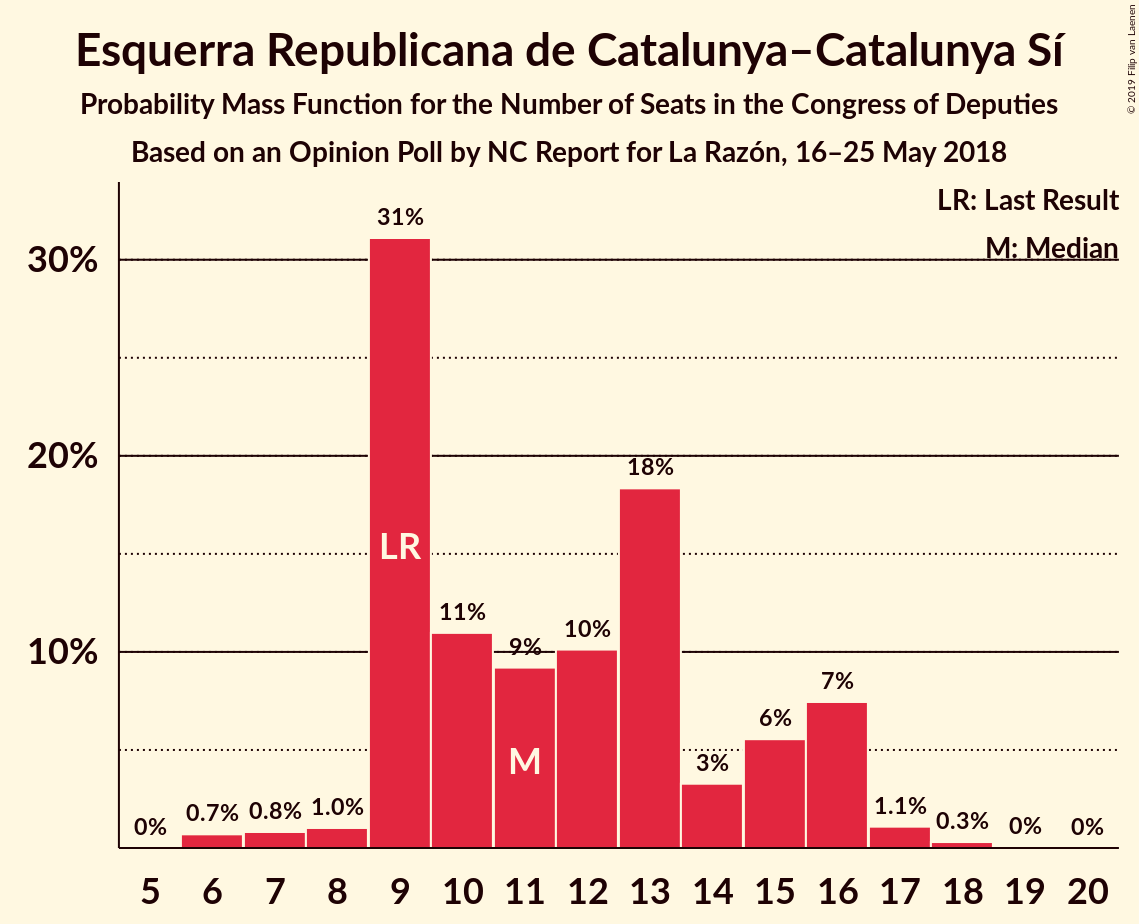 Esquerra Republicana de Catalunya–Catalunya Sí
Probability Mass Function for the Number of Seats in the Congress of Deputies
Based on an Opinion Poll by NC Report for La Razón, 16–25 May 2018
© 2019 Filip van Laenen
LR: Last Result
M: Median
30%
20%
10%
0%
0.7%
0.8%
1.0%
31%
LR
11%
9%
M
10%
18%
3%
6%
7%
1.1%
0.3%
0%
0%
5 6 7 8 9 10 11 12 13 14 15 16 17 18 19 20